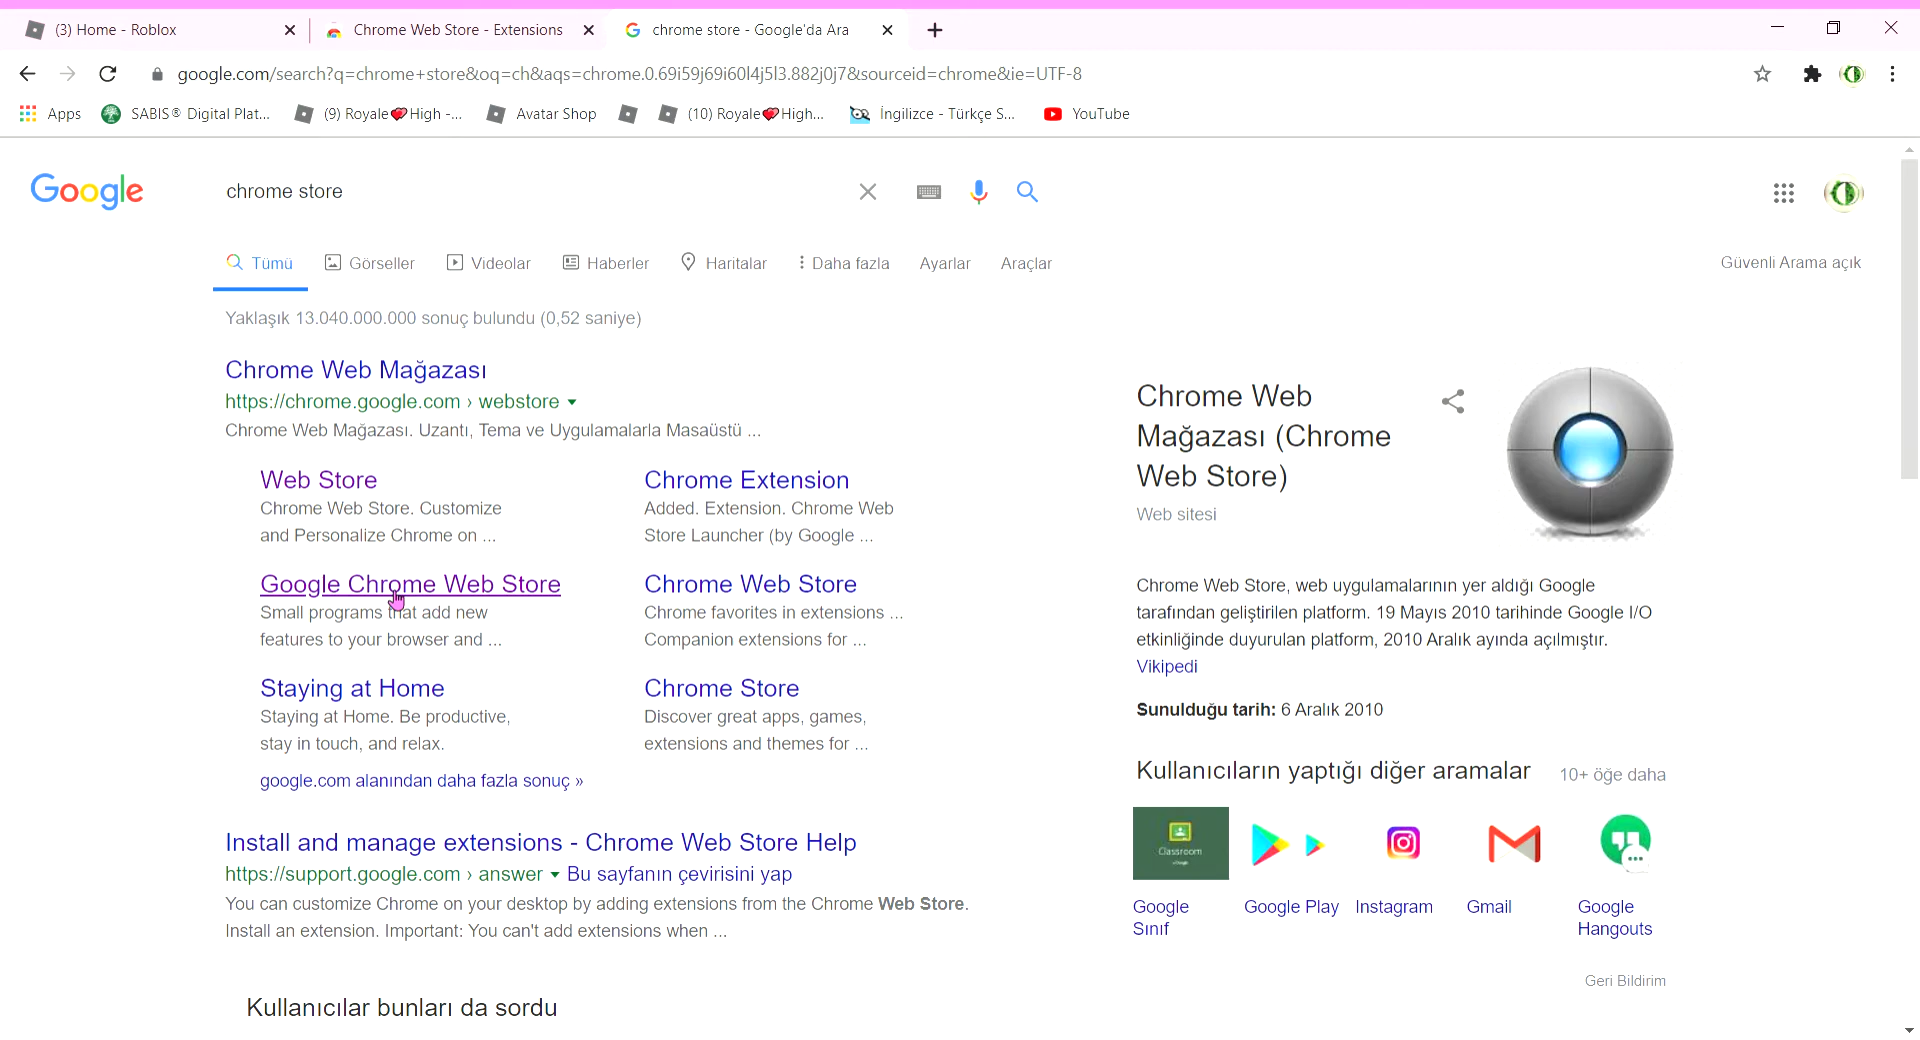 (3) Home - Roblox
Chrome Web Store - Extensions
chrome store - Google'da Ara
google.com/search?q=chrome+store&oq=ch&aqs=chrome.0.69i59j69i60l4j5l3.882j0j7&sourceid=chrome&ie=UTF-8
Apps
SABIS® Digital Plat...
(9) Royale💕High -...
Avatar Shop
(10) Royale💕High...
İngilizce - Türkçe S...
YouTube
Google
chrome store
Tümü
Görseller
Videolar
Haberler
Haritalar
Daha fazla
Ayarlar
Araçlar
Güvenli Arama açık
Yaklaşık 13.040.000.000 sonuç bulundu (0,52 saniye)
Chrome Web Mağazası
https://chrome.google.com › webstore
Chrome Web Mağazası. Uzantı, Tema ve Uygulamalarla Masaüstü ...
Web Store
Chrome Web Store. Customize
and Personalize Chrome on ...
Chrome Extension
Added. Extension. Chrome Web
Store Launcher (by Google ...
Google Chrome Web Store
Small programs that add new
features to your browser and ...
Chrome Web Store
Chrome favorites in extensions ...
Companion extensions for ...
Staying at Home
Staying at Home. Be productive,
stay in touch, and relax.
Chrome Store
Discover great apps, games,
extensions and themes for ...
google.com alanından daha fazla sonuç »
Install and manage extensions - Chrome Web Store Help
https://support.google.com › answer Bu sayfanın çevirisini yap
You can customize Chrome on your desktop by adding extensions from the Chrome Web Store.
Install an extension. Important: You can't add extensions when ...
Kullanıcılar bunları da sordu
Chrome Web
Mağazası (Chrome
Web Store)
Web sitesi
Chrome Web Store, web uygulamalarının yer aldığı Google
tarafından geliştirilen platform. 19 Mayıs 2010 tarihinde Google I/O
etkinliğinde duyurulan platform, 2010 Aralık ayında açılmıştır.
Vikipedi
Sunulduğu tarih: 6 Aralık 2010
Kullanıcıların yaptığı diğer aramalar
10+ öğe daha
Classroom
Google
Sınıf
Google Play
Instagram
Gmail
Google
Hangouts
Geri Bildirim